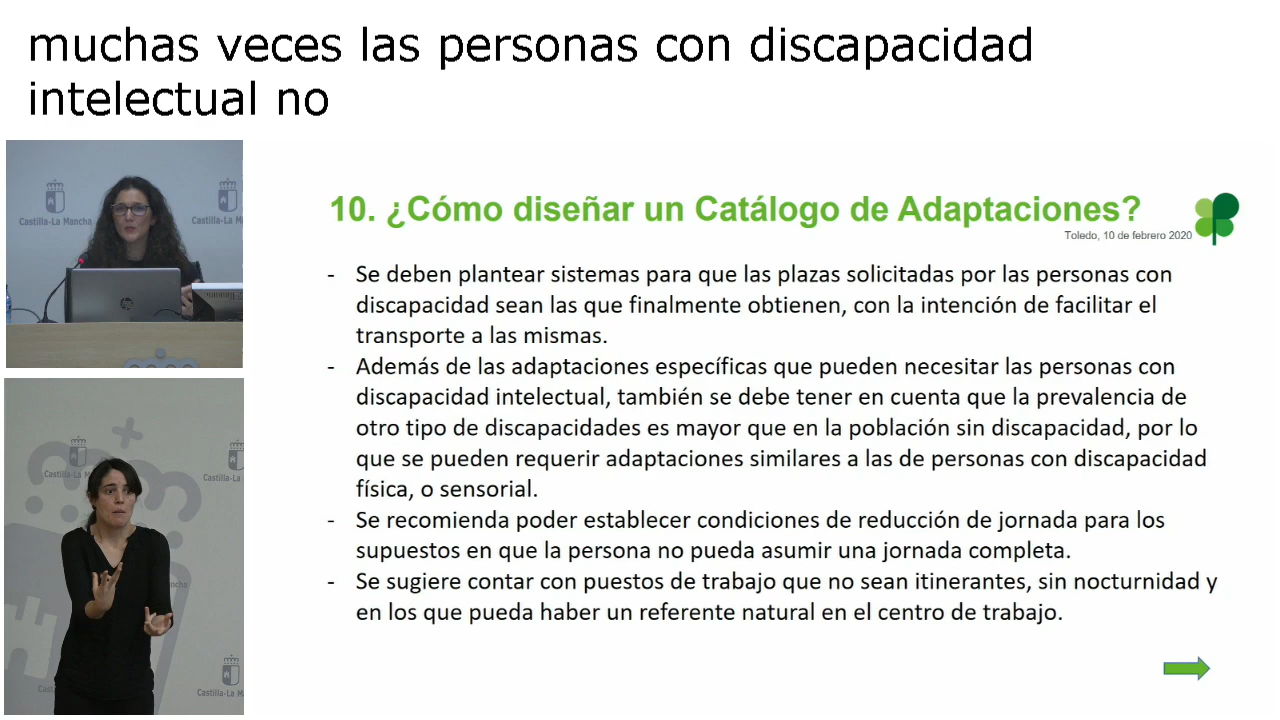 muchas veces las personas con discapacidad
intelectual no
Castilla-La Mancha
Castilla-La Mancha
10. ¿Cómo diseñar un Catálogo de Adaptaciones?
Toledo, 10 de febrero 2020
- Se deben plantear sistemas para que las plazas solicitadas por las personas con
discapacidad sean las que finalmente obtienen, con la intención de facilitar el
transporte a las mismas.
- Además de las adaptaciones específicas que pueden necesitar las personas con
discapacidad intelectual, también se debe tener en cuenta que la prevalencia de
otro tipo de discapacidades es mayor que en la población sin discapacidad, por lo
que se pueden requerir adaptaciones similares a las de personas con discapacidad
física, o sensorial.
- Se recomienda poder establecer condiciones de reducción de jornada para los
supuestos en que la persona no pueda asumir una jornada completa.
- Se sugiere contar con puestos de trabajo que no sean itinerantes, sin nocturnidad y
en los que pueda haber un referente natural en el centro de trabajo.
Castilla-La M
Castilla-La
ncha
Cast
Castilla-La Ma